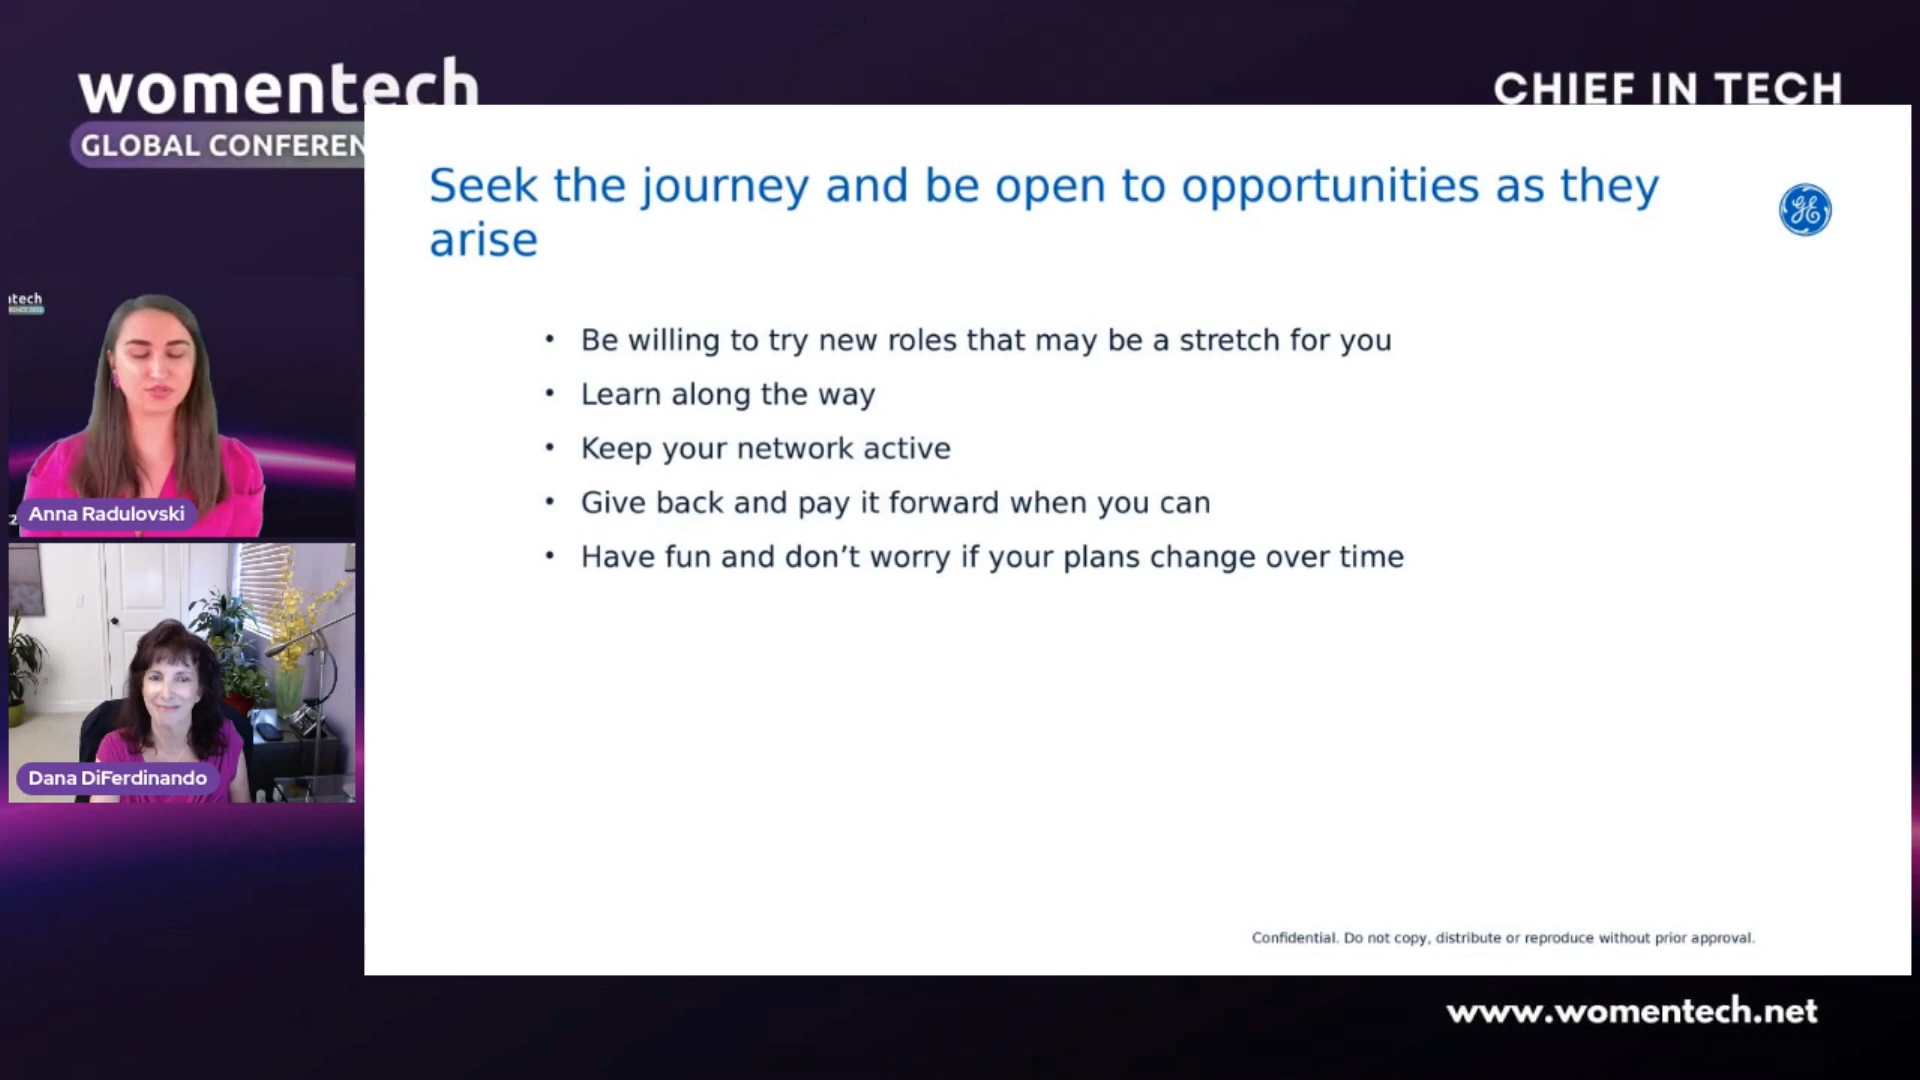 womentech
GLOBAL CONFEREN
CHIEF IN TECH
Seek the journey and be open to opportunities as they
arise
GE
• Be willing to try new roles that may be a stretch for you
• Learn along the way
• Keep your network active
• Give back and pay it forward when you can
• Have fun and don’t worry if your plans change over time
Confidential. Do not copy, distribute or reproduce without prior approval.
ntech
Anna Radulovski
Dana DiFerdinando
www.womentech.net